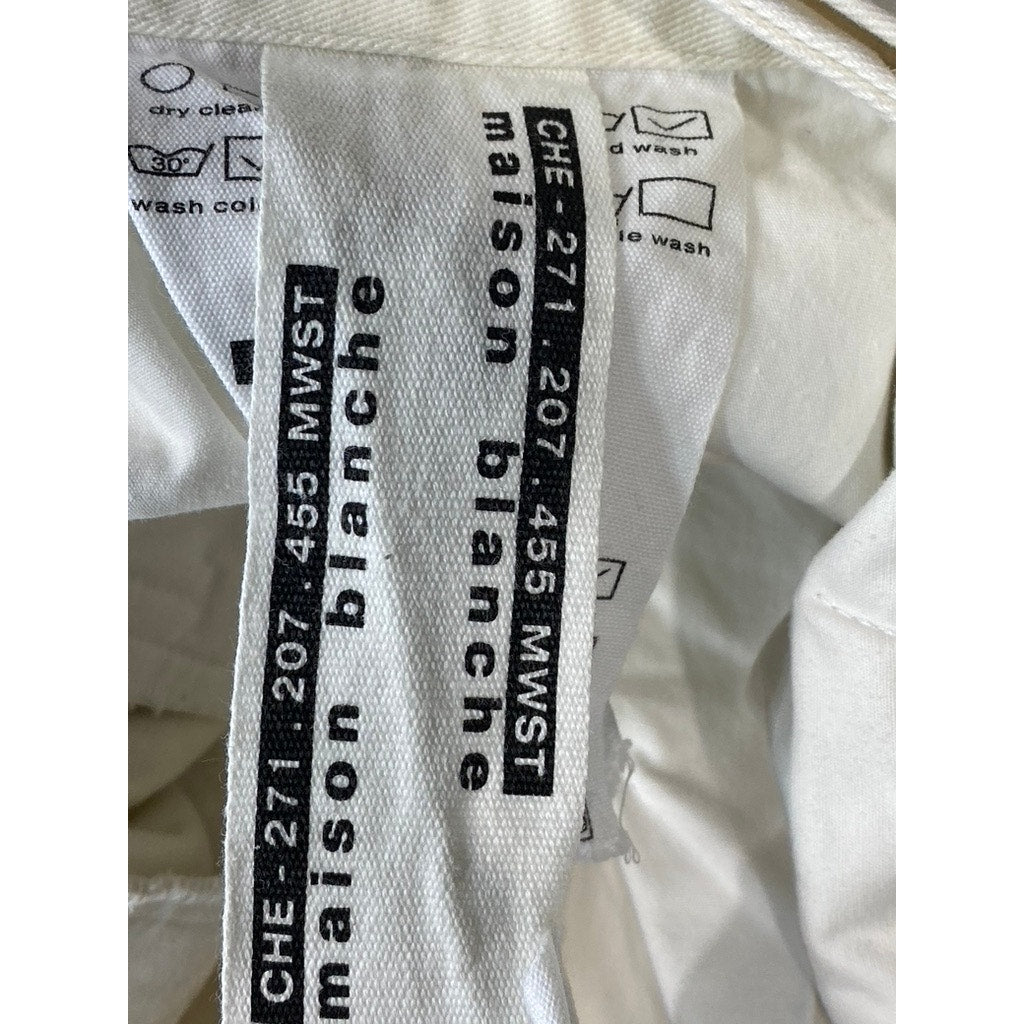 dry clea
30°
wash col
d wash
le wash
CHE - 271 . 207 . 455 MWST
maison blanche
CHE - 271 . 207 . 455 MWST
maison blanche